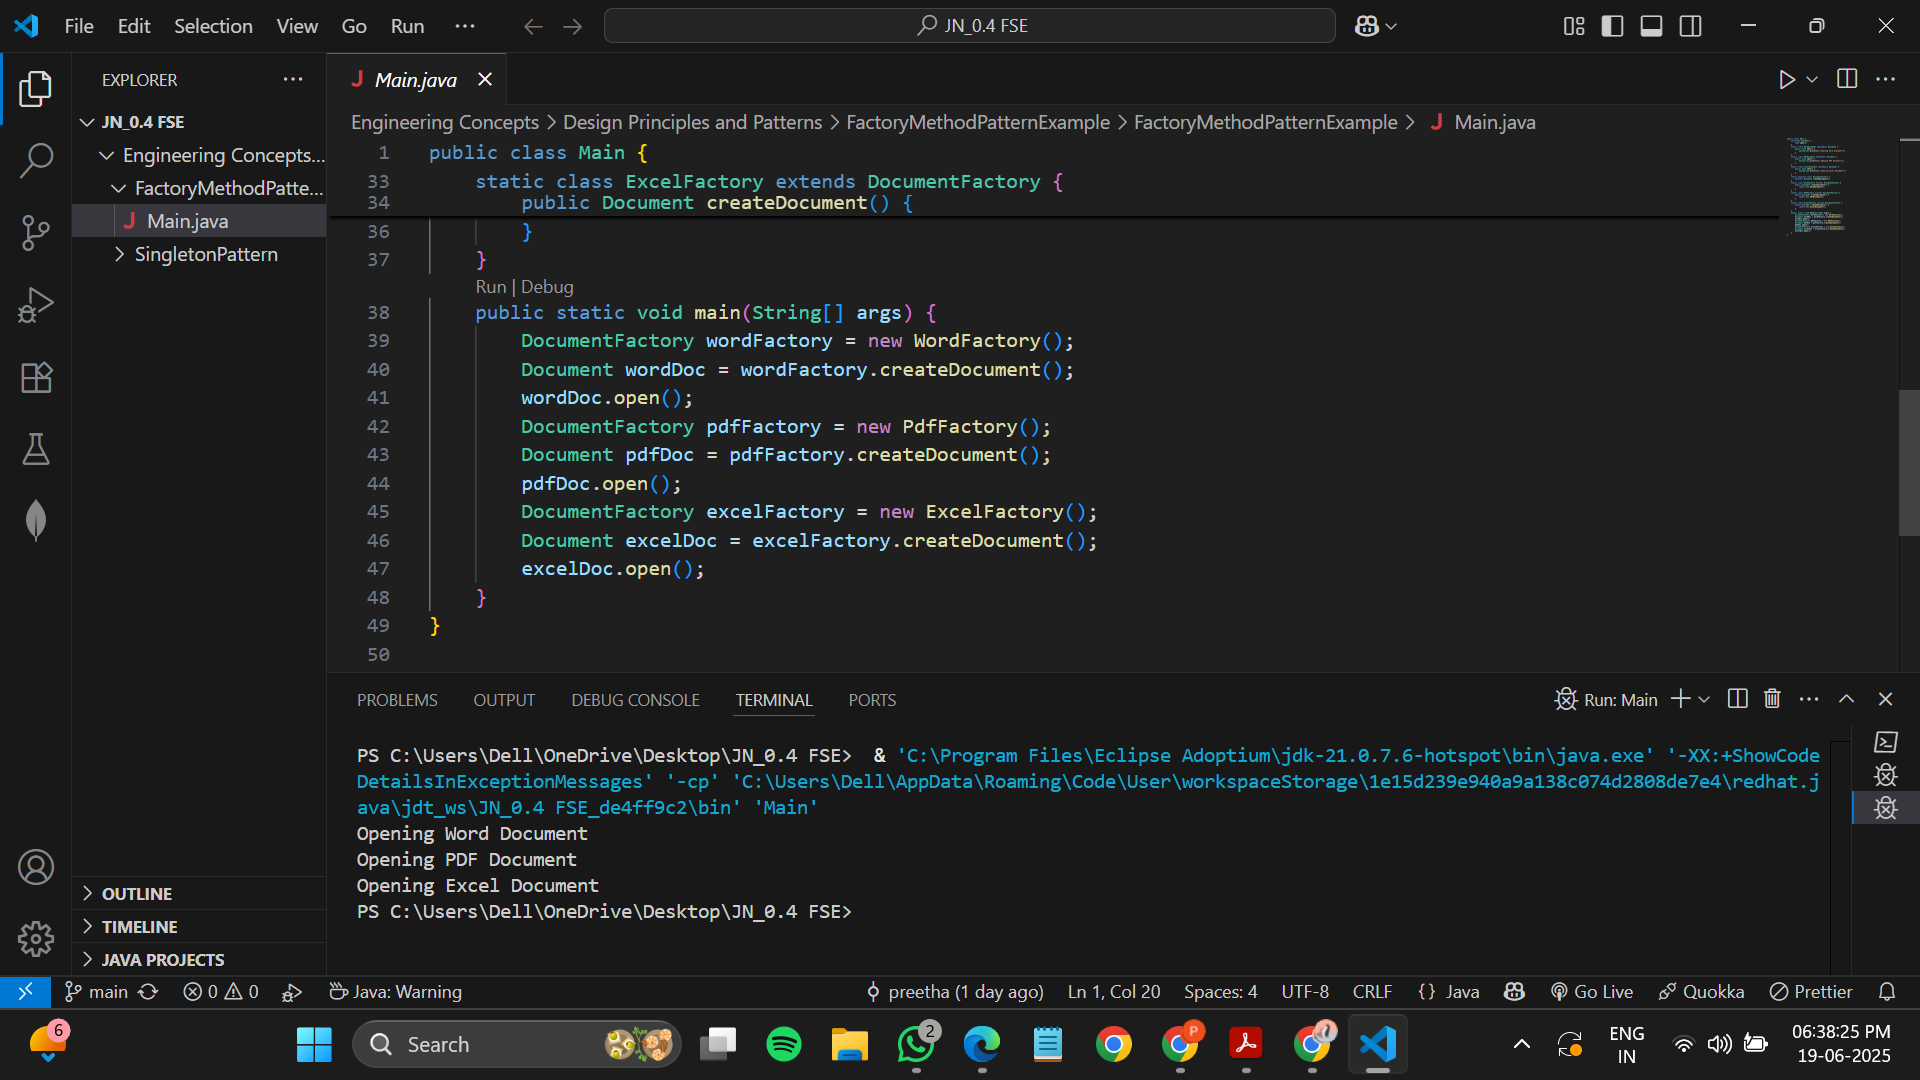 File Edit Selection View Go Run ···
JN_0.4 FSE
EXPLORER
JN_0.4 FSE
Engineering Concepts...
FactoryMethodPatte...
J Main.java
SingletonPattern
OUTLINE
TIMELINE
JAVA PROJECTS
J Main.java
Engineering Concepts > Design Principles and Patterns > FactoryMethodPatternExample > FactoryMethodPatternExample > J Main.java
1 public class Main {
33 static class ExcelFactory extends DocumentFactory {
34 public Document createDocument() {
36 }
37 }
Run | Debug
38 public static void main(String[] args) {
39 DocumentFactory wordFactory = new WordFactory();
40 Document wordDoc = wordFactory.createDocument();
41 wordDoc.open();
42 DocumentFactory pdfFactory = new PdfFactory();
43 Document pdfDoc = pdfFactory.createDocument();
44 pdfDoc.open();
45 DocumentFactory excelFactory = new ExcelFactory();
46 Document excelDoc = excelFactory.createDocument();
47 excelDoc.open();
48 }
49 }
50
PROBLEMS OUTPUT DEBUG CONSOLE TERMINAL PORTS
Run: Main
PS C:\Users\Dell\OneDrive\Desktop\JN_0.4 FSE> & 'C:\Program Files\Eclipse Adoptium\jdk-21.0.7.6-hotspot\bin\java.exe' '-XX:+ShowCode
DetailsInExceptionMessages' '-cp' 'C:\Users\Dell\AppData\Roaming\Code\User\workspaceStorage\1e15d239e940a9a138c074d2808de7e4\redhat.j
ava\jdt_ws\JN_0.4 FSE_de4ff9c2\bin' 'Main'
Opening Word Document
Opening PDF Document
Opening Excel Document
PS C:\Users\Dell\OneDrive\Desktop\JN_0.4 FSE>
main 0 0 Java: Warning preetha (1 day ago) Ln 1, Col 20 Spaces: 4 UTF-8 CRLF {} Java Go Live Quokka Prettier
6
Search
2
P
ENG
IN
06:38:25 PM
19-06-2025